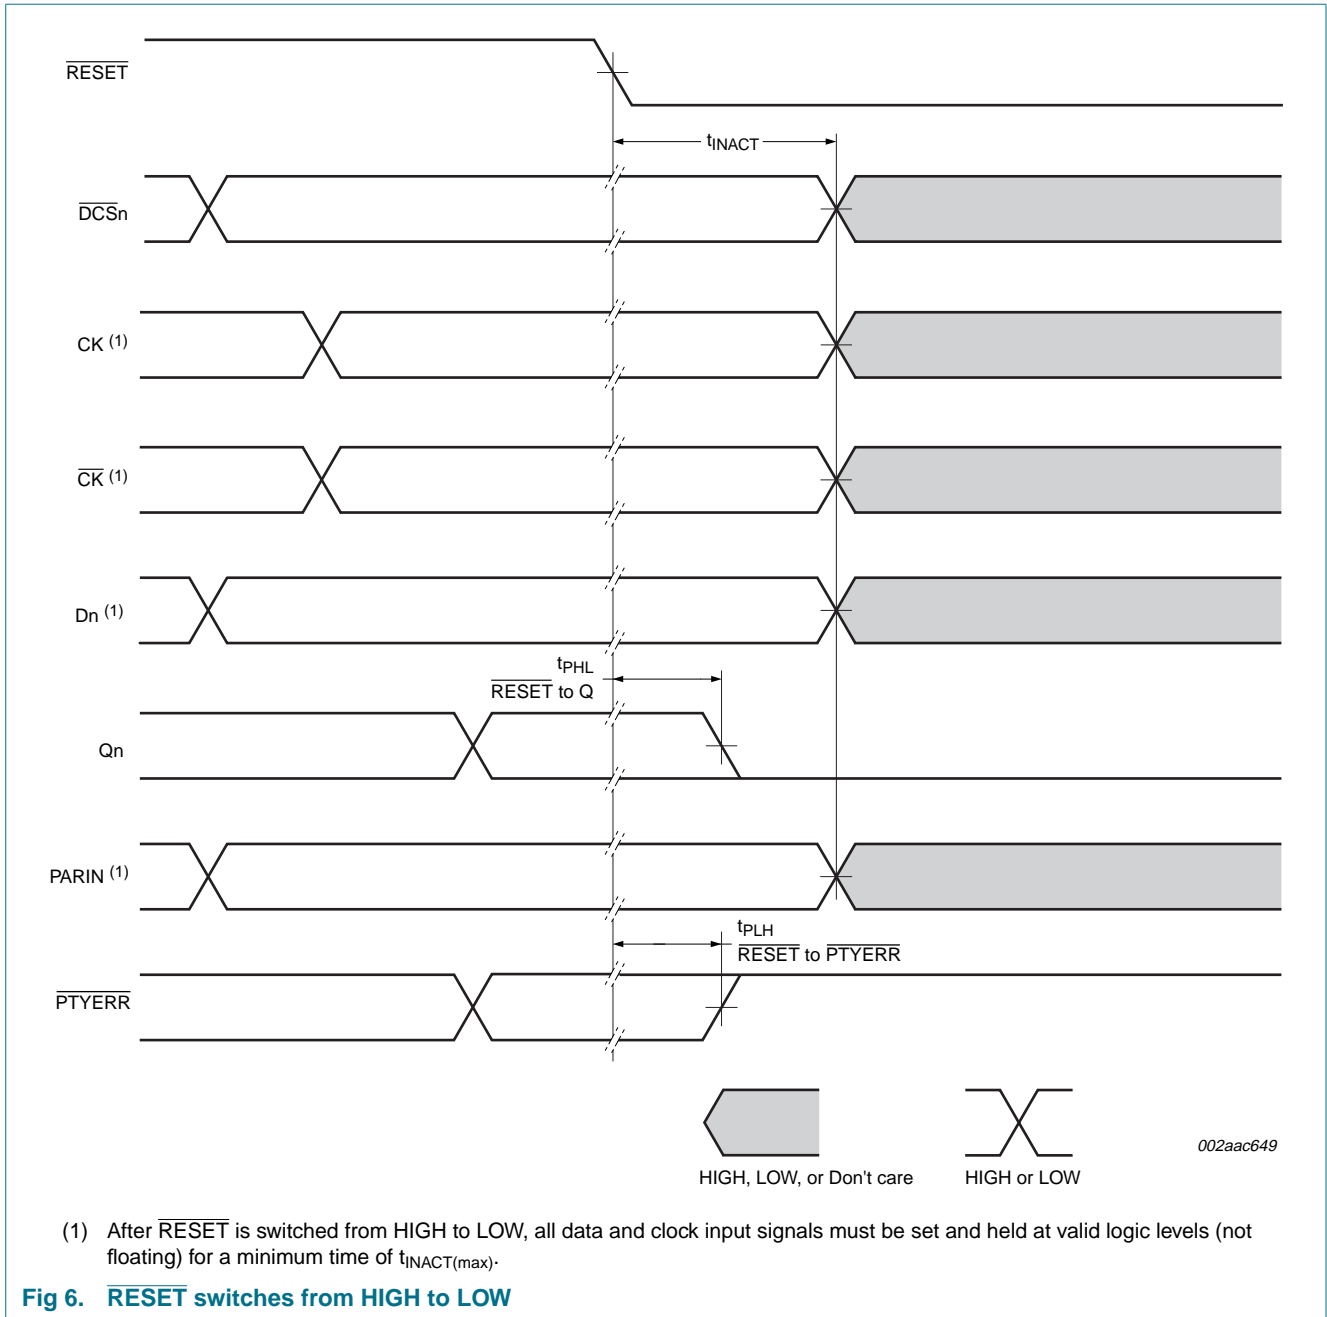 RESET
tINACT
DCSn
CK (1)
CK (1)
Dn (1)
tPHL
RESET to Q
Qn
PARIN (1)
tPLH
RESET to PTYERR
PTYERR
002aac649
HIGH, LOW, or Don't care
HIGH or LOW
(1) After RESET is switched from HIGH to LOW, all data and clock input signals must be set and held at valid logic levels (not
floating) for a minimum time of tINACT(max).
Fig 6. RESET switches from HIGH to LOW